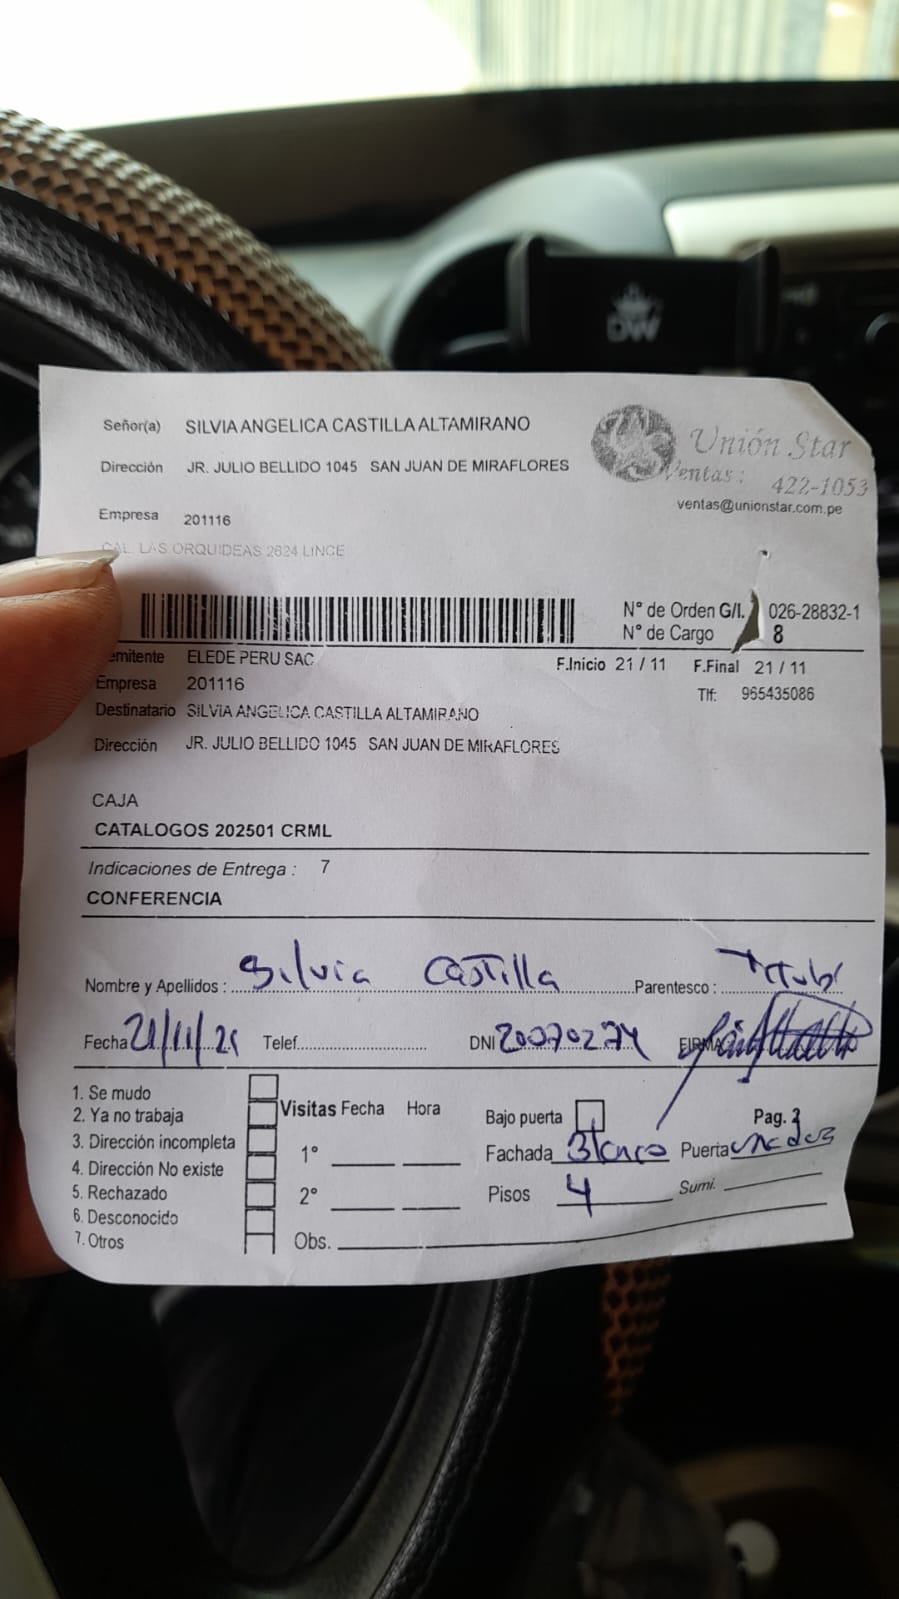 Señor(a) SILVIA ANGELICA CASTILLA ALTAMIRANO
Unión Star
Dirección JR. JULIO BELLIDO 1045 SAN JUAN DE MIRAFLORES
Ventas: 422-1053
ventas@unionstar.com.pe
Empresa 201116
CAL. LAS ORQUIDEAS 2624 LINCE
N° de Orden G/I. 026-28832-1
N° de Cargo 8
emitente ELEDE PERU SAC F.Inicio 21 / 11 F.Final 21 / 11
Empresa 201116 Tlf: 965435086
Destinatario SILVIA ANGELICA CASTILLA ALTAMIRANO
Dirección JR. JULIO BELLIDO 1045 SAN JUAN DE MIRAFLORES
CAJA
CATALOGOS 202501 CRML
Indicaciones de Entrega : 7
CONFERENCIA
Nombre y Apellidos : Silvia Castilla Parentesco :
Fecha 21/11/ Telef. DNI 20070274 FIRMA
1. Se mudo
2. Ya no trabaja
3. Dirección incompleta
4. Dirección No existe
5. Rechazado
6. Desconocido
7. Otros
Visitas Fecha Hora
1°
2°
Obs.
Bajo puerta Pag. 3
Fachada Blanco Puerta
Pisos 4 Sumi.
DW